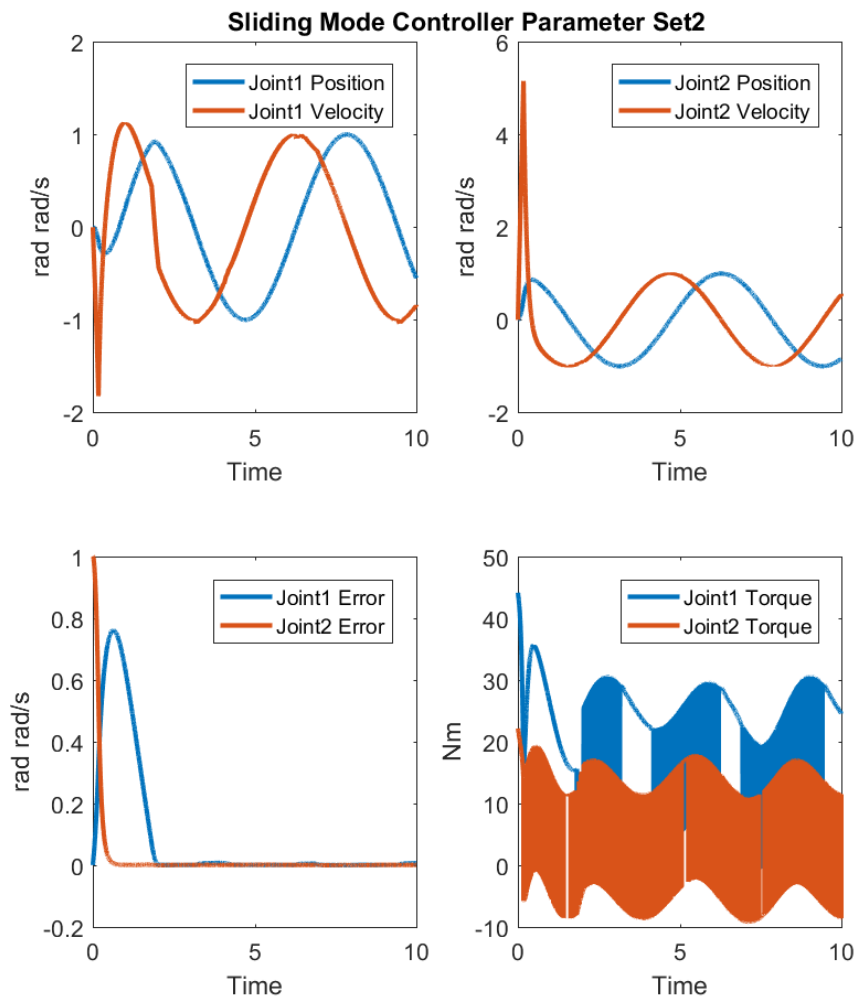 Sliding Mode Controller Parameter Set2
2
1
0
-1
-2
rad rad/s
Joint1 Position
Joint1 Velocity
0
5
10
Time
6
4
2
0
-2
rad rad/s
Joint2 Position
Joint2 Velocity
0
5
10
Time
1
0.8
0.6
0.4
0.2
0
-0.2
rad rad/s
Joint1 Error
Joint2 Error
0
5
10
Time
50
40
30
20
10
0
-10
Nm
Joint1 Torque
Joint2 Torque
0
5
10
Time